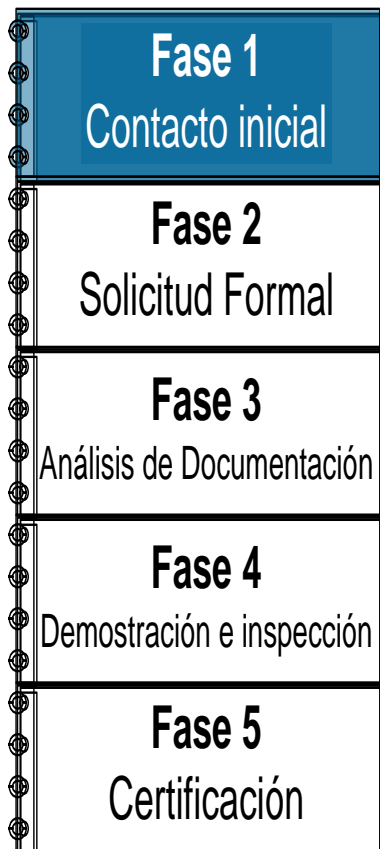 Fase 1
Contacto inicial
Fase 2
Solicitud Formal
Fase 3
Análisis de Documentación
Fase 4
Demostración e inspección
Fase 5
Certificación